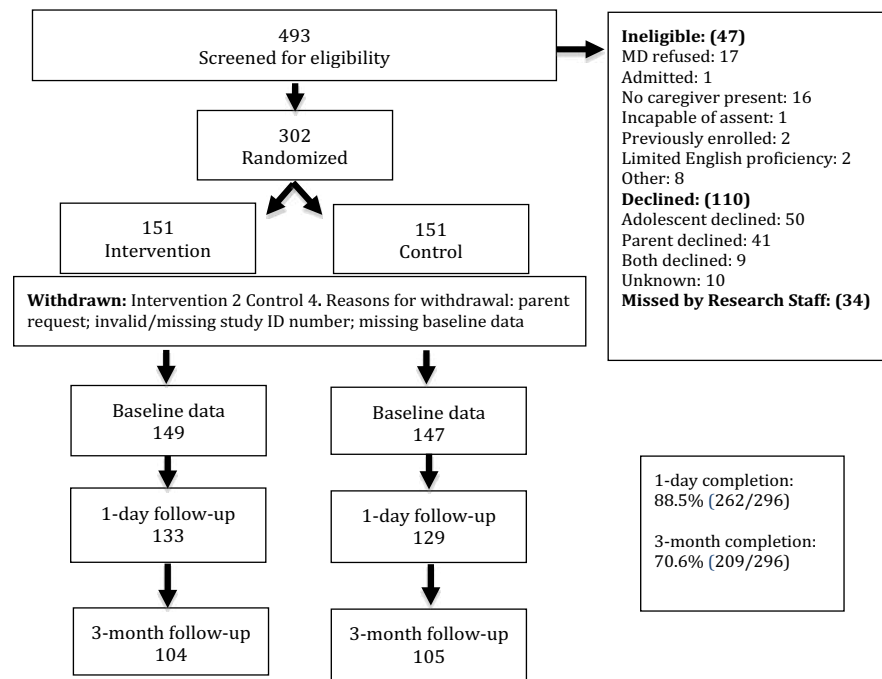 493
Screened for eligibility
Ineligible: (47)
MD refused: 17
Admitted: 1
No caregiver present: 16
Incapable of assent: 1
Previously enrolled: 2
Limited English proficiency: 2
Other: 8
Declined: (110)
Adolescent declined: 50
Parent declined: 41
Both declined: 9
Unknown: 10
Missed by Research Staff: (34)
302
Randomized
151
Intervention
151
Control
Withdrawn: Intervention 2 Control 4. Reasons for withdrawal: parent
request; invalid/missing study ID number; missing baseline data
Baseline data
149
Baseline data
147
1-day follow-up
133
1-day follow-up
129
3-month follow-up
104
3-month follow-up
105
1-day completion:
88.5% (262/296)
3-month completion:
70.6% (209/296)